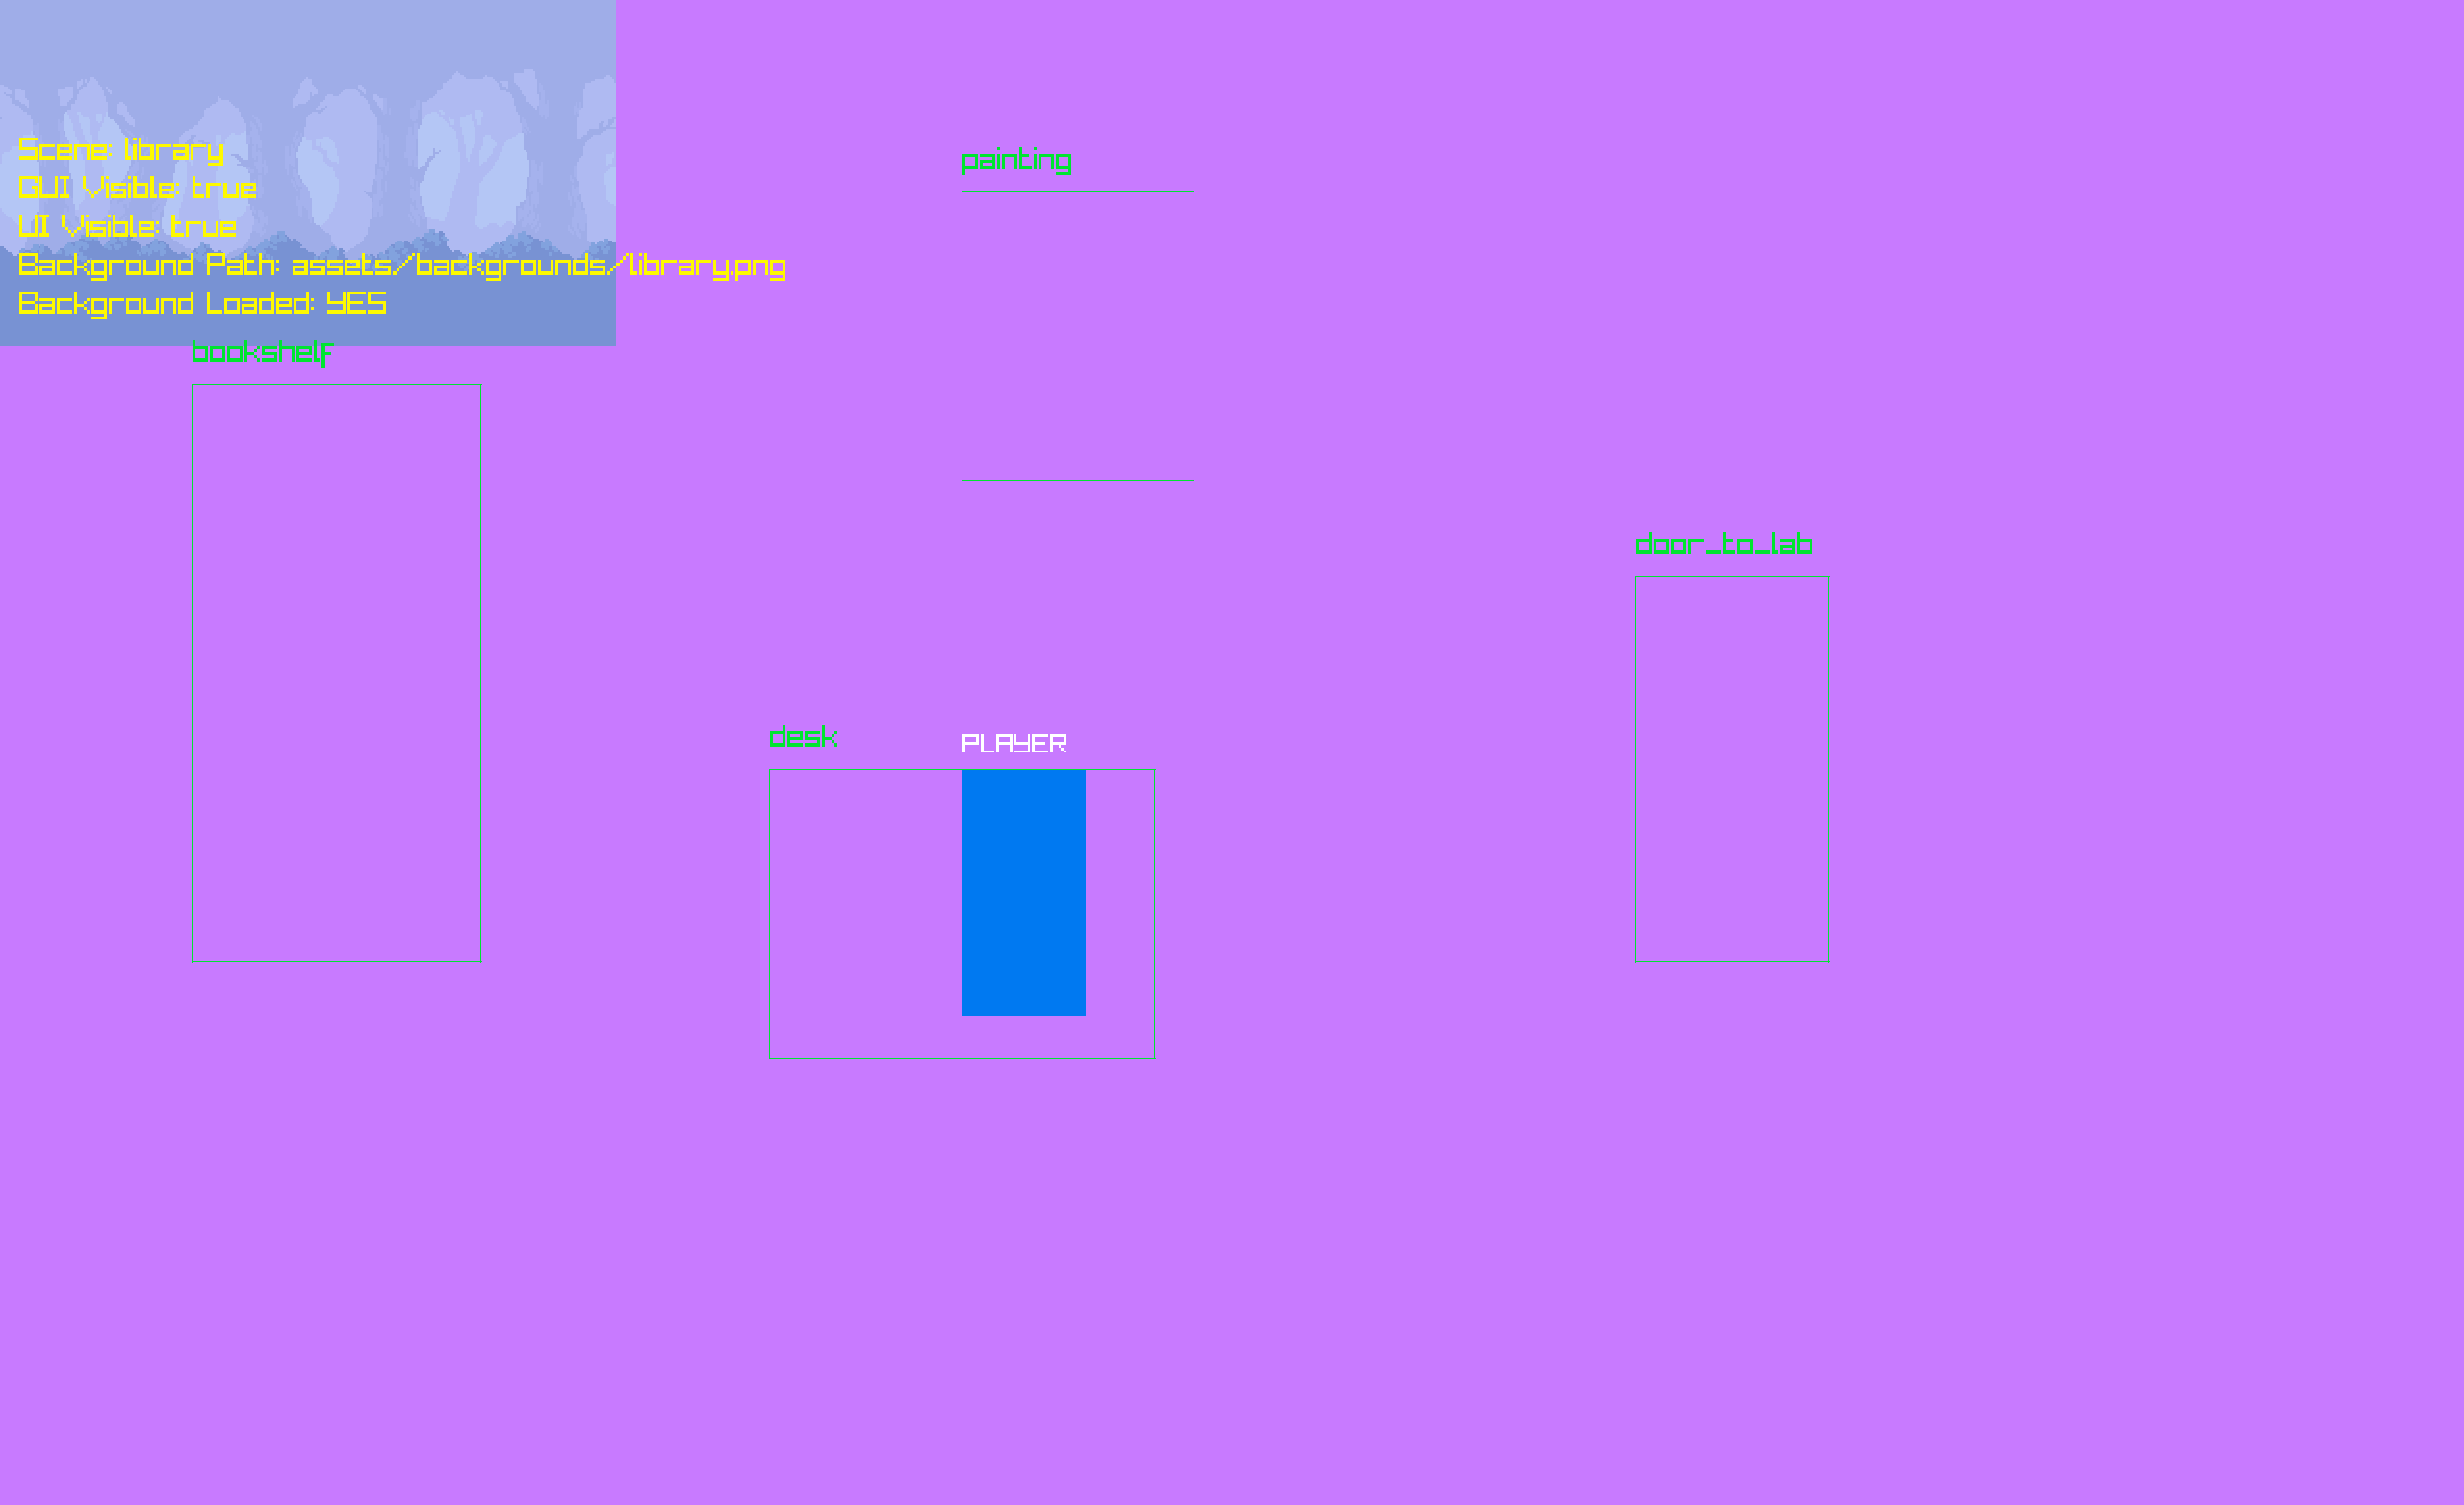 Scene: library
GUI Visible: true
UI Visible: true
Background Path: assets/backgrounds/library.png
Background Loaded: YES
painting
bookshelf
door_to_lab
desk
PLAYER